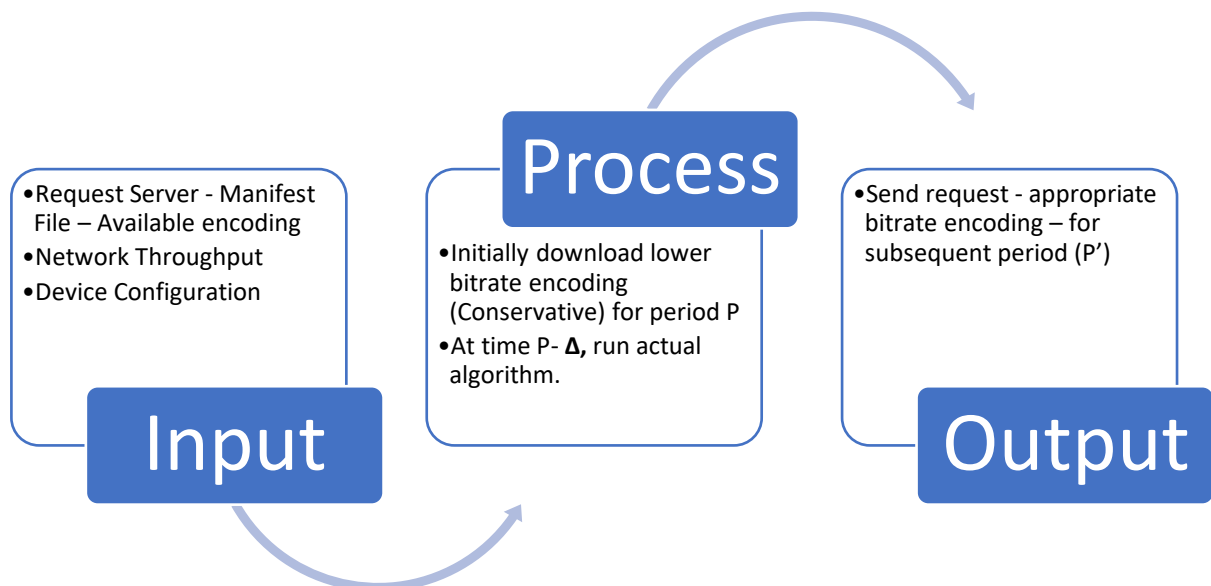 •Request Server - Manifest
File – Available encoding
•Network Throughput
•Device Configuration
Input
Process
•Initially download lower
bitrate encoding
(Conservative) for period P
•At time P- Δ, run actual
algorithm.
•Send request - appropriate
bitrate encoding – for
subsequent period (P’)
Output